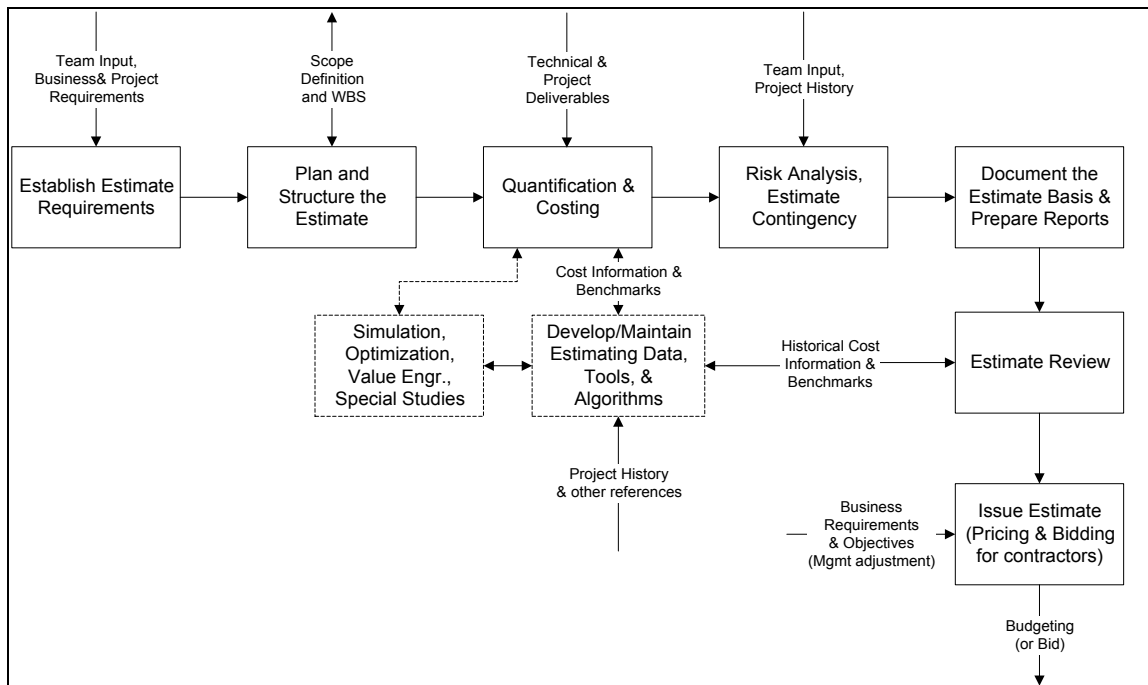 Team Input,
Business& Project
Requirements
Scope
Definition
and WBS
Technical &
Project
Deliverables
Team Input,
Project History
Establish Estimate
Requirements
Plan and
Structure the
Estimate
Quantification &
Costing
Risk Analysis,
Estimate
Contingency
Document the
Estimate Basis &
Prepare Reports
Cost Information &
Benchmarks
Simulation,
Optimization,
Value Engr.,
Special Studies
Develop/Maintain
Estimating Data,
Tools, &
Algorithms
Historical Cost
Information &
Benchmarks
Estimate Review
Project History
& other references
Business
Requirements
& Objectives
(Mgmt adjustment)
Issue Estimate
(Pricing & Bidding
for contractors)
Budgeting
(or Bid)